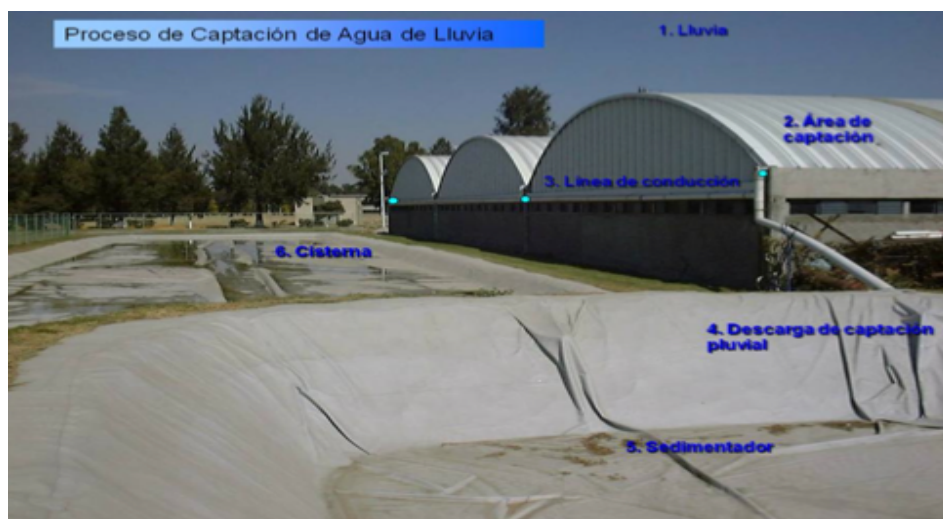 Proceso de Captación de Agua de Lluvia
1. Lluvia
2. Área de
captación
3. Línea de conducción
6. Cisterna
4. Descarga de captación
pluvial
5. Sedimentador